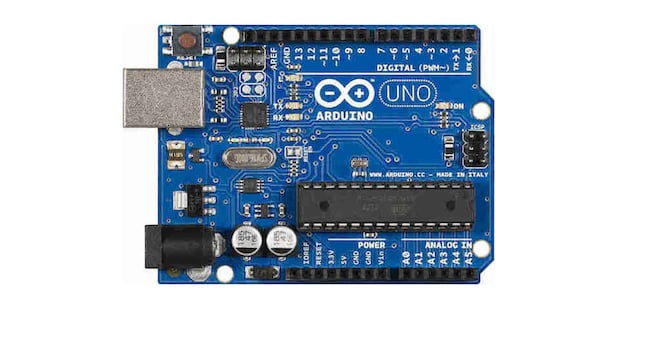 RESET
AREF
GND
13
12
~11
~10
~9
8
7
~6
~5
4
~3
2
TX→1
RX←0
DIGITAL (PWM~)
TX
RX
ARDUINO
UNO
ON
ICSP
WWW.ARDUINO.CC - MADE IN ITALY
IOREF
RESET
3.3V
5V
GND
GND
Vin
POWER
ANALOG IN
A0
A1
A2
A3
A4
A5